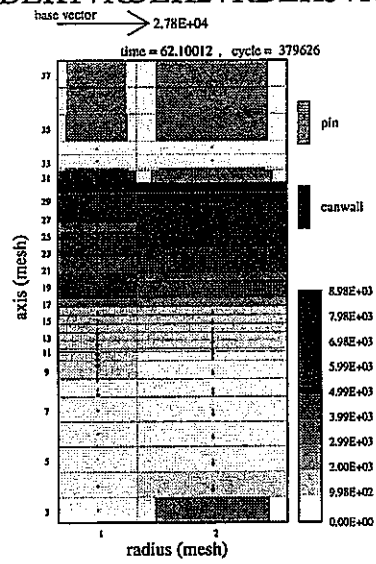 base vector
2.78E+04
time = 62.10012 , cycle = 379626
37
35
33
31
29
27
25
23
21
19
17
15
13
11
9
7
5
3
axis (mesh)
1 2
radius (mesh)
pin
canwall
8.98E+03
7.98E+03
6.98E+03
5.99E+03
4.99E+03
3.99E+03
2.99E+03
2.00E+03
9.98E+02
0.00E+00